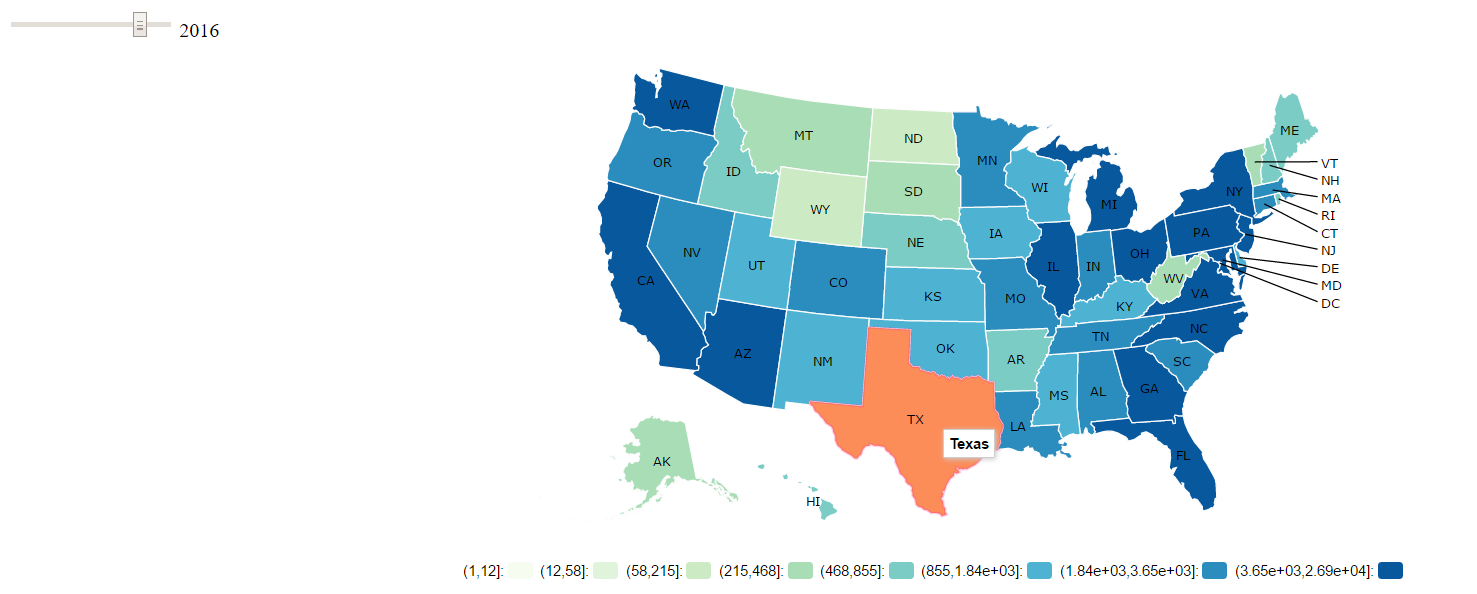 2016
WA
MT
ND
MN
ME
OR
ID
SD
WI
VT
NH
WY
NY
MA
MI
RI
NE
IA
PA
CT
NV
UT
IL
IN
OH
NJ
CA
CO
KS
MO
WV
VA
DE
MD
KY
DC
AZ
NM
OK
AR
TN
NC
SC
MS
AL
GA
TX
LA
Texas
FL
AK
HI
(1,12]: (12,58]: (58,215]: (215,468]: (468,855]: (855,1.84e+03]: (1.84e+03,3.65e+03]: (3.65e+03,2.69e+04]: